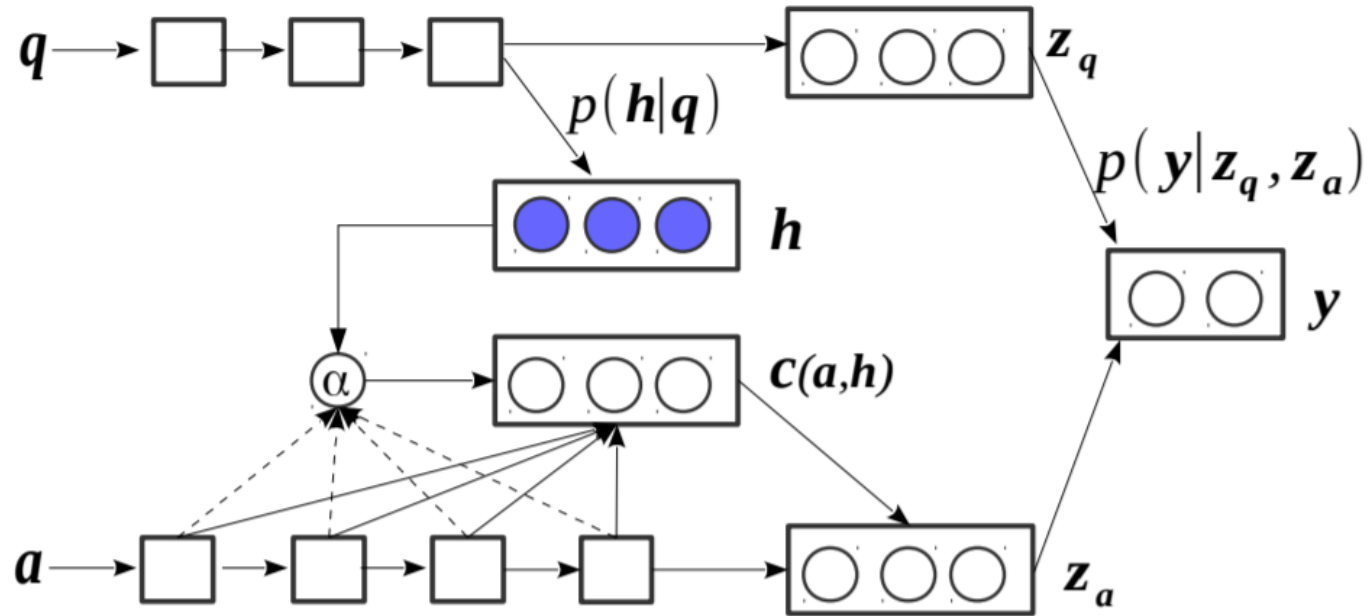 q
z_q
p(h|q)
p(y|z_q, z_a)
h
y
α
c(a,h)
a
z_a